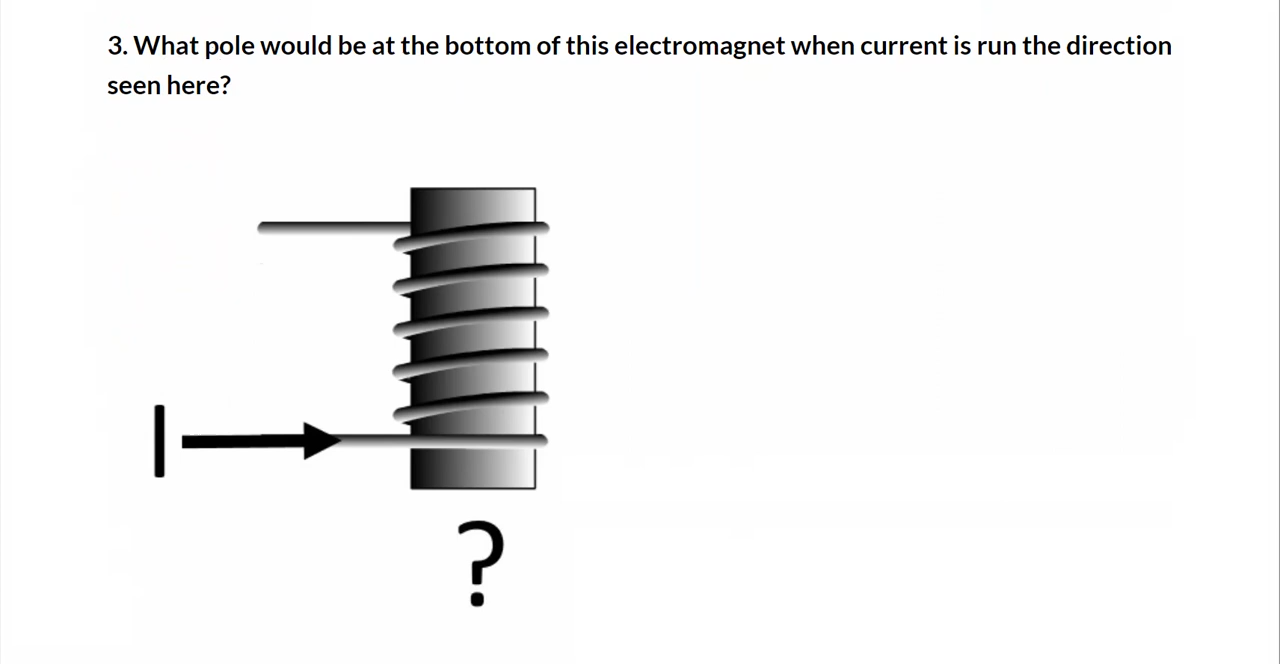 3. What pole would be at the bottom of this electromagnet when current is run the direction
seen here?
I
?